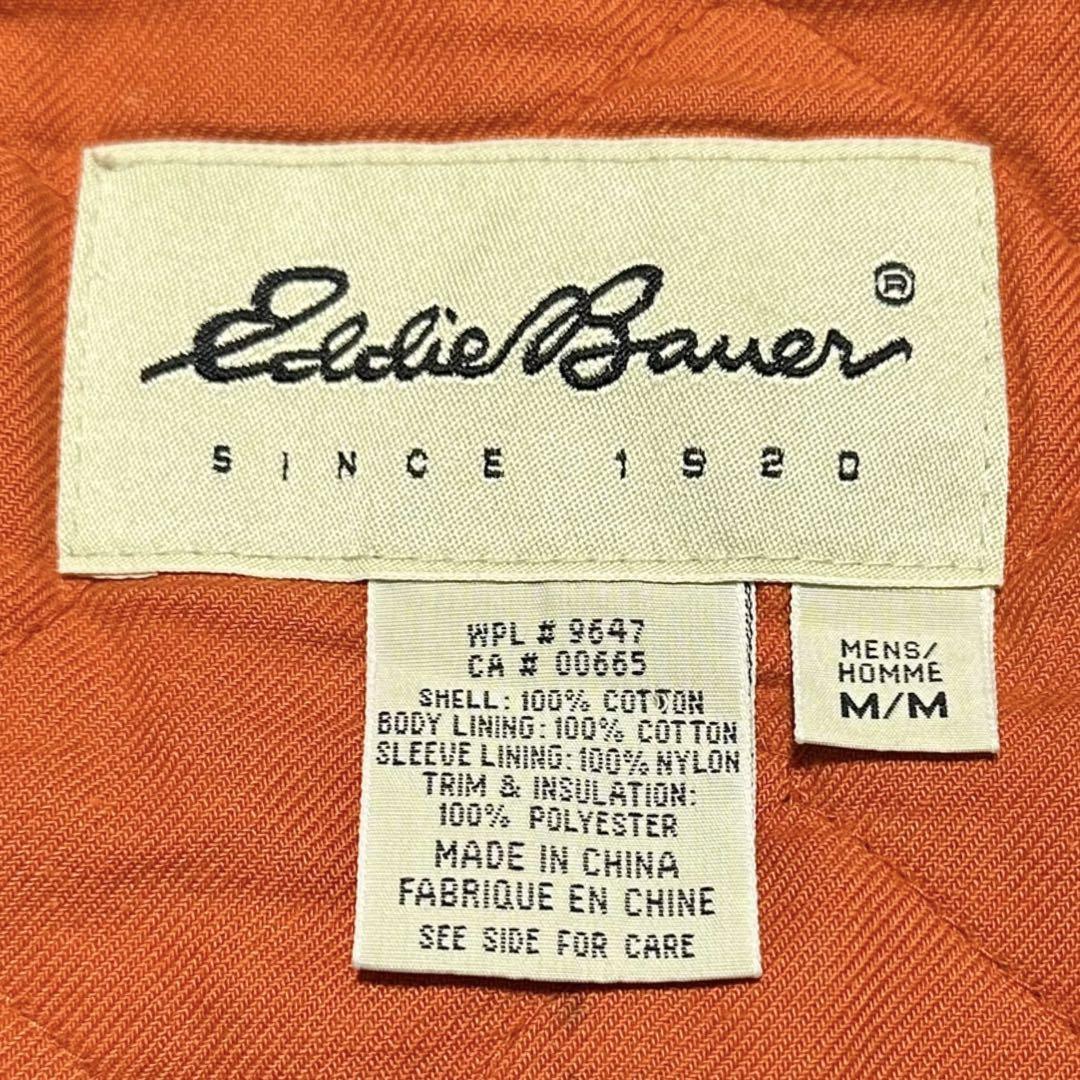 Eddie Bauer ®
SINCE 1920
WPL # 9647
CA # 00665
SHELL: 100% COTTON
BODY LINING: 100% COTTON
SLEEVE LINING: 100% NYLON
TRIM & INSULATION:
100% POLYESTER
MADE IN CHINA
FABRIQUE EN CHINE
SEE SIDE FOR CARE
MENS/
HOMME
M/M